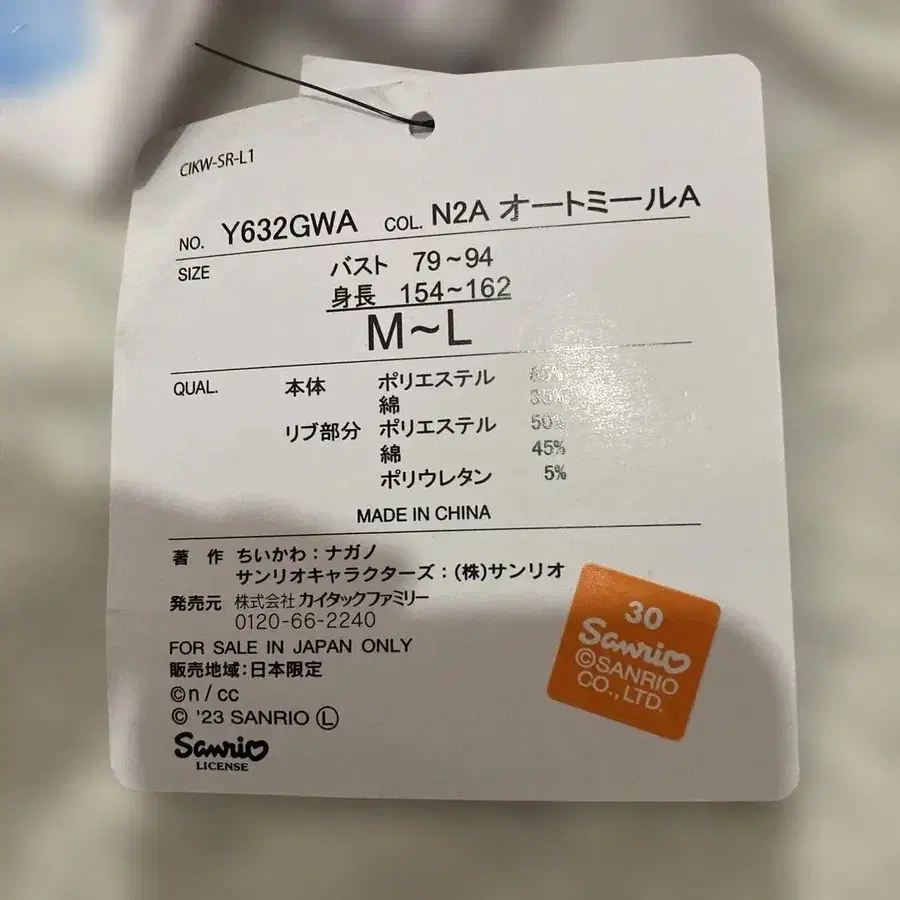 CIKW-SR-L1
NO. Y632GWA COL. N2A オートミールA
SIZE バスト 79~94
身長 154~162
M~L
QUAL. 本体 ポリエステル
綿 35%
リブ部分 ポリエステル 50%
綿 45%
ポリウレタン 5%
MADE IN CHINA
著作 ちいかわ:ナガノ
サンリオキャラクターズ:(株)サンリオ
発売元 株式会社カイタックファミリー
0120-66-2240
FOR SALE IN JAPAN ONLY
販売地域:日本限定
©n/cc
© '23 SANRIO Ⓛ
Sanrio
LICENSE
30
Sanrio
©SANRIO
CO.,LTD.